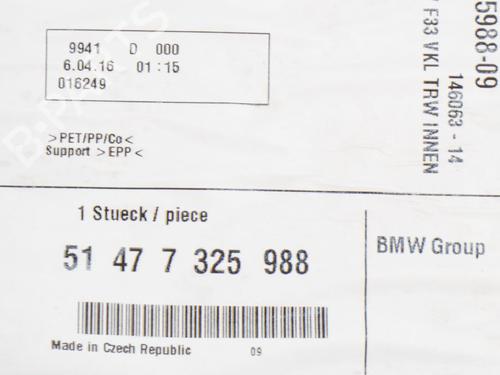 9941 D 000
6.04.16 01:15
016249
>PET/PP/Co<
Support >EPP<
5988-09
146063 - 14
F33 VKL TRW INNEN
1 Stueck / piece
51 47 7 325 988
BMW Group
Made in Czech Republic 09
B-PARTS